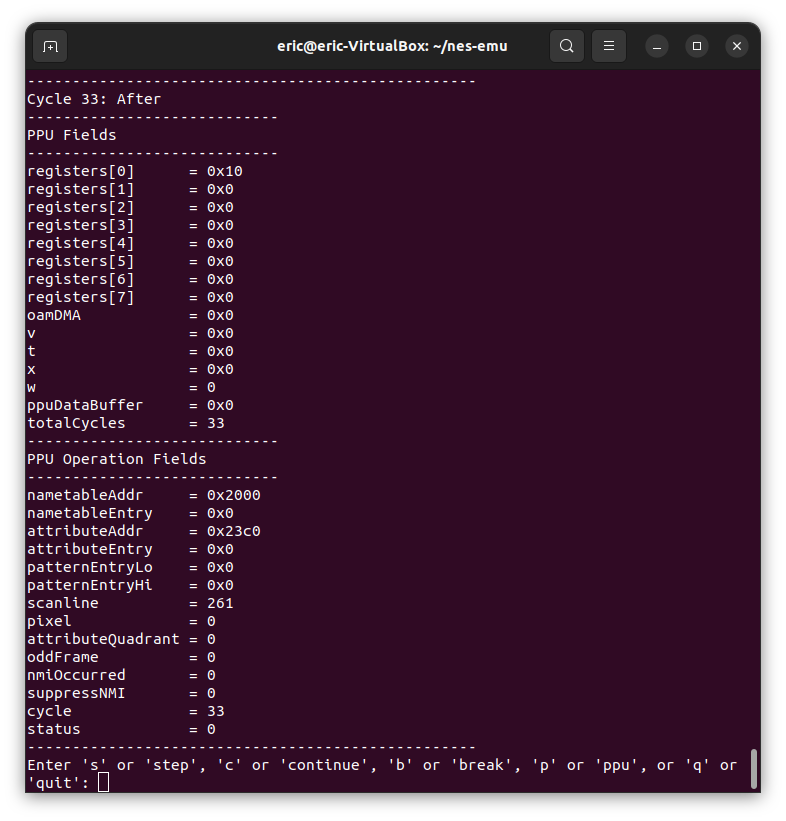 eric@eric-VirtualBox: ~/nes-emu
--------------------------------------------------
Cycle 33: After
----------------------------
PPU Fields
----------------------------
registers[0]      = 0x10
registers[1]      = 0x0
registers[2]      = 0x0
registers[3]      = 0x0
registers[4]      = 0x0
registers[5]      = 0x0
registers[6]      = 0x0
registers[7]      = 0x0
oamDMA            = 0x0
v                 = 0x0
t                 = 0x0
x                 = 0x0
w                 = 0
ppuDataBuffer     = 0x0
totalCycles       = 33
----------------------------
PPU Operation Fields
----------------------------
nametableAddr     = 0x2000
nametableEntry    = 0x0
attributeAddr     = 0x23c0
attributeEntry    = 0x0
patternEntryLo    = 0x0
patternEntryHi    = 0x0
scanline          = 261
pixel             = 0
attributeQuadrant = 0
oddFrame          = 0
nmiOccurred       = 0
suppressNMI       = 0
cycle             = 33
status            = 0
--------------------------------------------------
Enter 's' or 'step', 'c' or 'continue', 'b' or 'break', 'p' or 'ppu', or 'q' or
'quit':